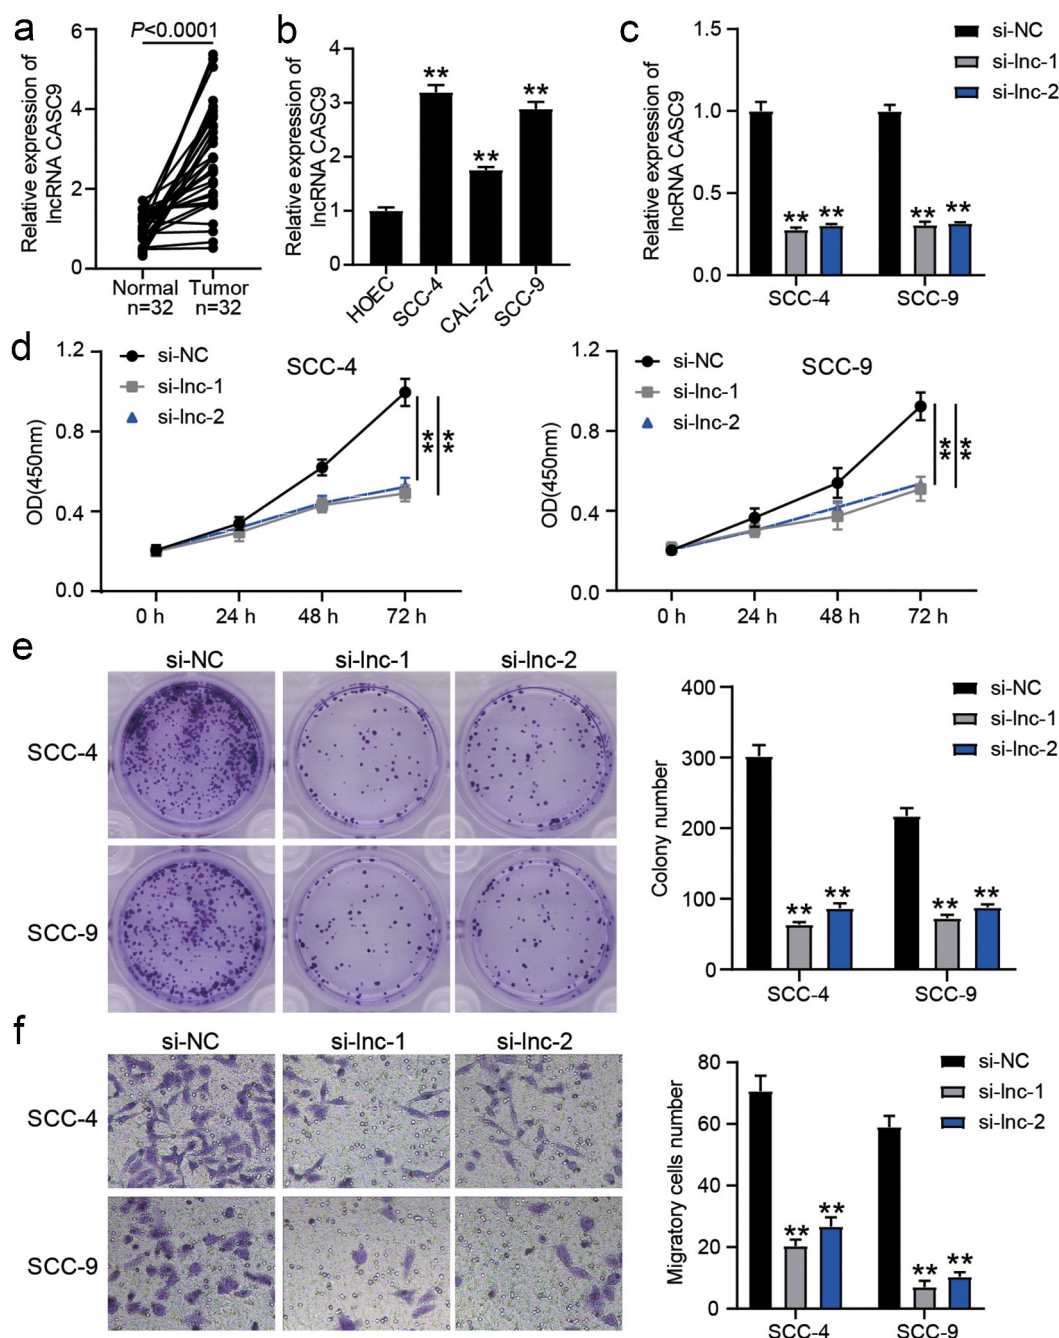 a
Relative expression of
lncRNA CASC9
6
4
2
0
P<0.0001
Normal
n=32
Tumor
n=32
b
Relative expression of
lncRNA CASC9
4
3
2
1
0
**
**
**
HOEC
SCC-4
CAL-27
SCC-9
c
Relative expression of
lncRNA CASC9
1.5
1.0
0.5
0.0
** **
** **
SCC-4
SCC-9
si-NC
si-lnc-1
si-lnc-2
d
OD(450nm)
1.2
0.8
0.4
0.0
si-NC
si-lnc-1
si-lnc-2
SCC-4
**
**
0 h
24 h
48 h
72 h
OD(450nm)
1.2
0.8
0.4
0.0
si-NC
si-lnc-1
si-lnc-2
SCC-9
**
**
0 h
24 h
48 h
72 h
e
si-NC
si-lnc-1
si-lnc-2
SCC-4
SCC-9
Colony number
400
300
200
100
0
** **
** **
SCC-4
SCC-9
si-NC
si-lnc-1
si-lnc-2
f
si-NC
si-lnc-1
si-lnc-2
SCC-4
SCC-9
Migratory cells number
80
60
40
20
0
** **
** **
SCC-4
SCC-9
si-NC
si-lnc-1
si-lnc-2